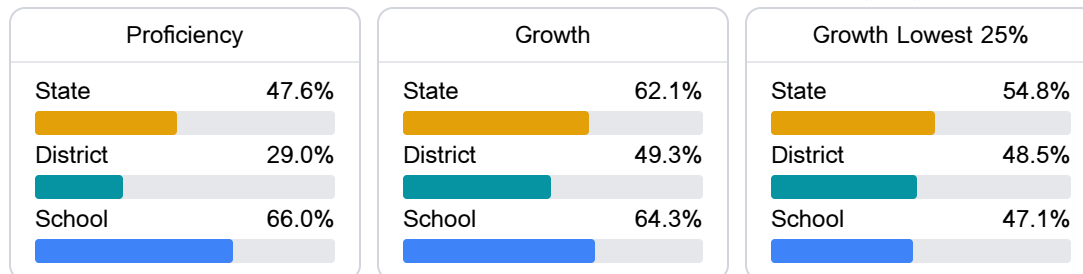 Proficiency
State 47.6%
District 29.0%
School 66.0%
Growth
State 62.1%
District 49.3%
School 64.3%
Growth Lowest 25%
State 54.8%
District 48.5%
School 47.1%